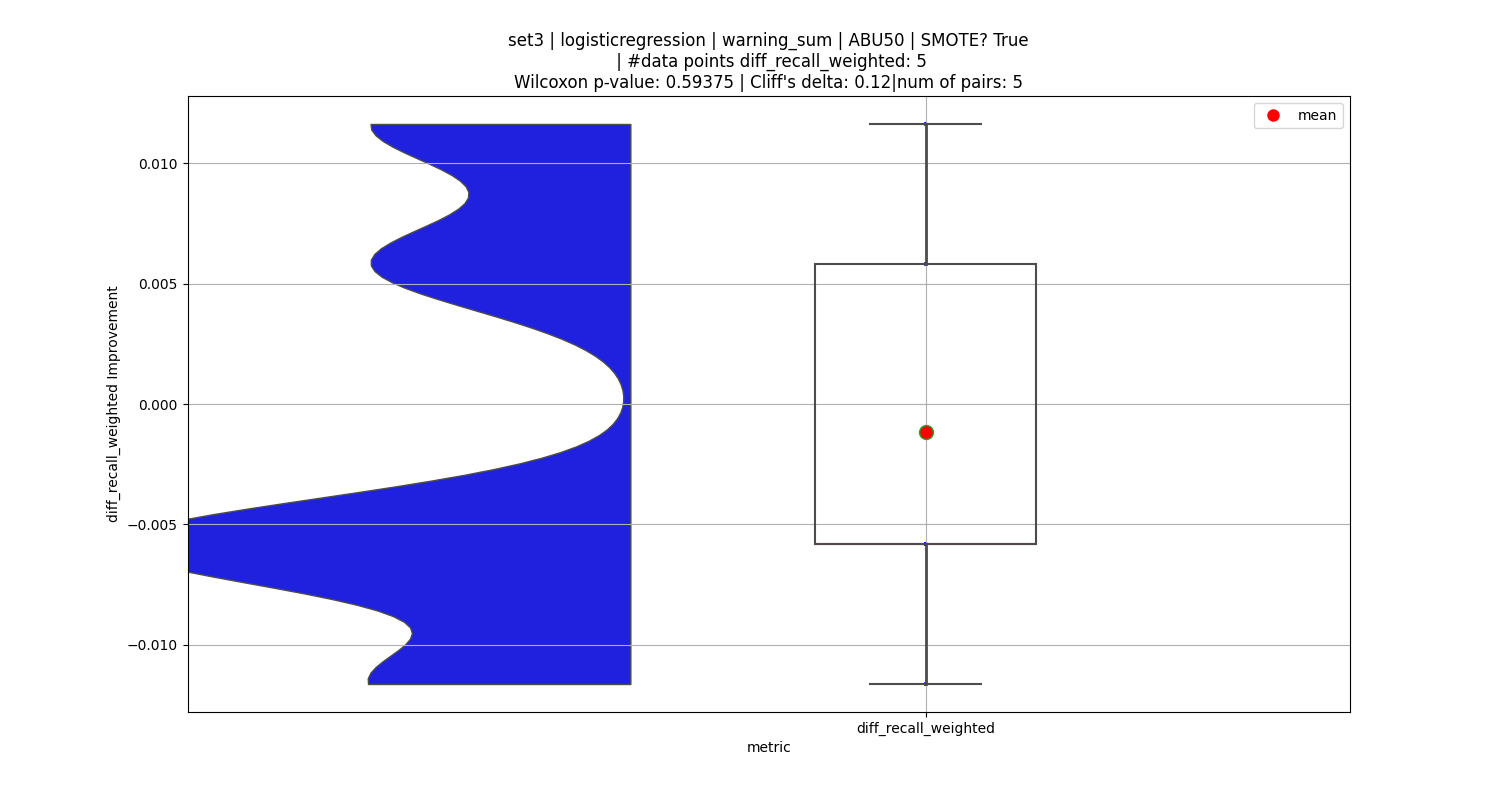 set3 | logisticregression | warning_sum | ABU50 | SMOTE? True
| #data points diff_recall_weighted: 5
Wilcoxon p-value: 0.59375 | Cliff's delta: 0.12|num of pairs: 5
mean
0.010
0.005
0.000
−0.005
−0.010
diff_recall_weighted Improvement
diff_recall_weighted
metric